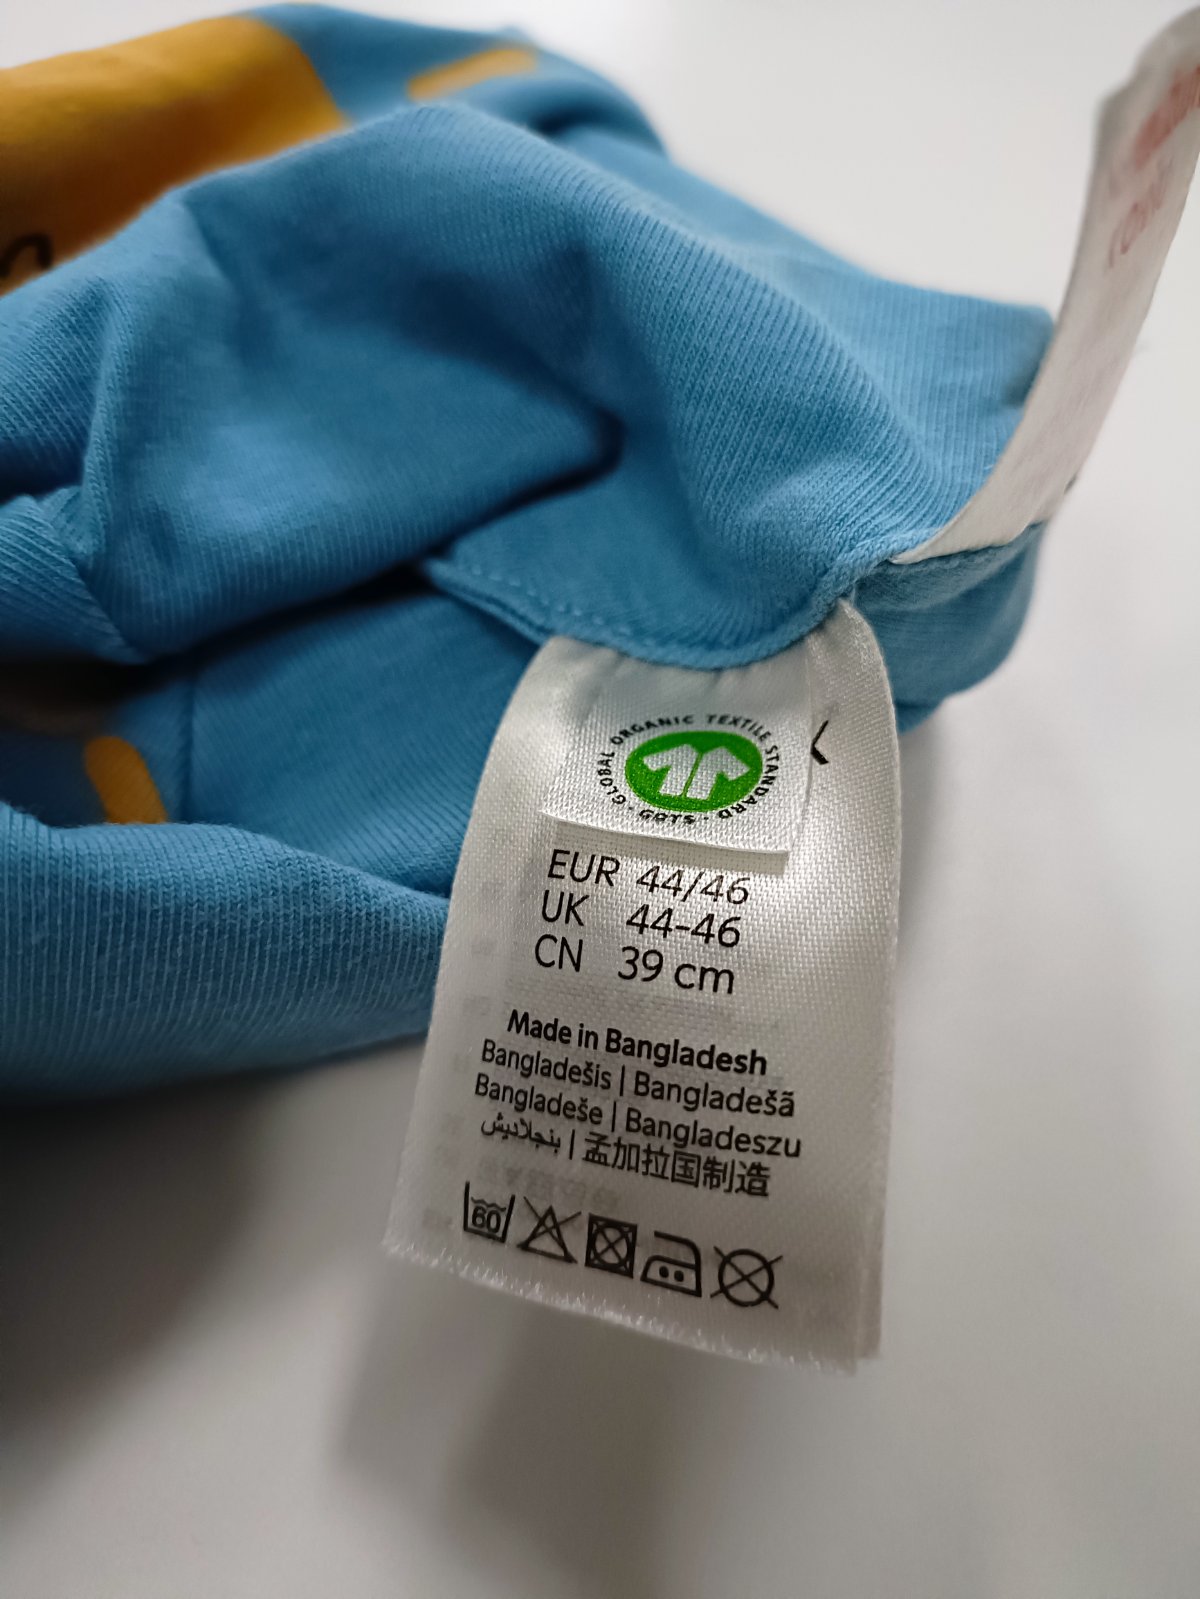 GLOBAL ORGANIC TEXTILE STANDARD · GOTS ·
EUR 44/46
UK 44-46
CN 39 cm
Made in Bangladesh
Bangladešis | Bangladešā
Bangladeše | Bangladeszu
بنجلاديش | 孟加拉国制造
60